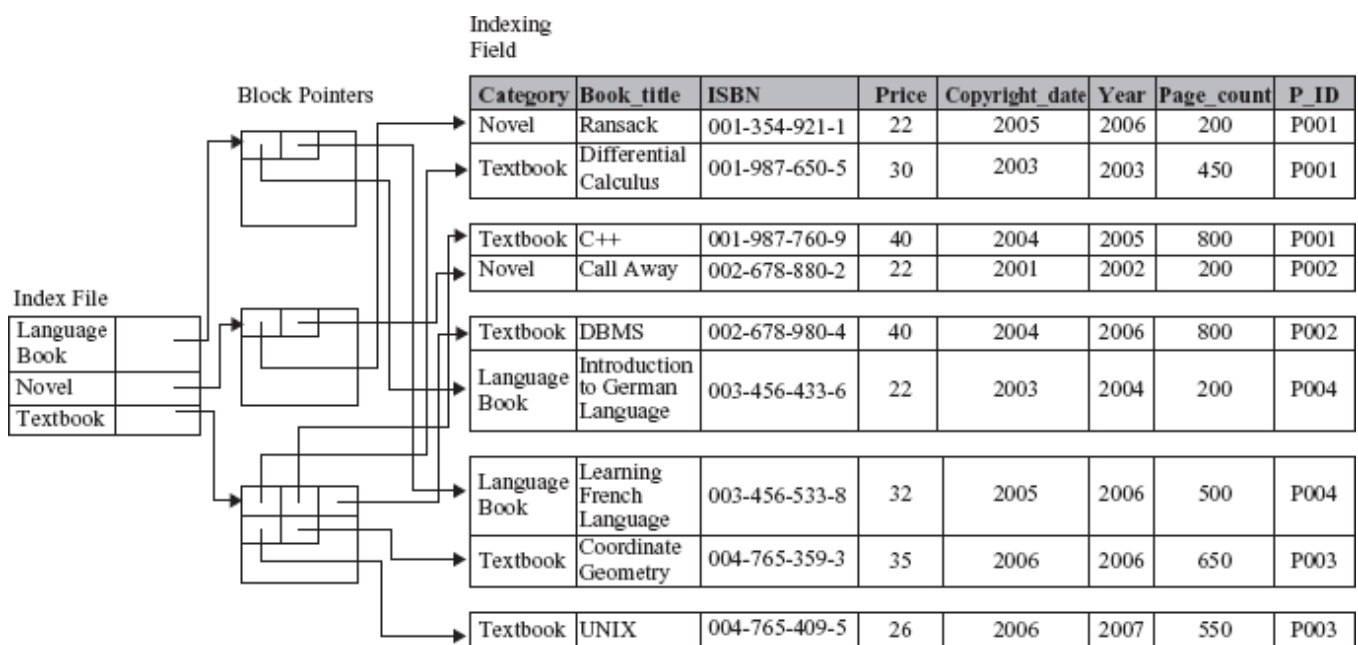 Indexing
Field
Block Pointers
Category Book_title ISBN Price Copyright_date Year Page_count P_ID
Novel Ransack 001-354-921-1 22 2005 2006 200 P001
Textbook Differential Calculus 001-987-650-5 30 2003 2003 450 P001
Textbook C++ 001-987-760-9 40 2004 2005 800 P001
Novel Call Away 002-678-880-2 22 2001 2002 200 P002
Textbook DBMS 002-678-980-4 40 2004 2006 800 P002
Language Book Introduction to German Language 003-456-433-6 22 2003 2004 200 P004
Language Book Learning French Language 003-456-533-8 32 2005 2006 500 P004
Textbook Coordinate Geometry 004-765-359-3 35 2006 2006 650 P003
Textbook UNIX 004-765-409-5 26 2006 2007 550 P003
Index File
Language
Book
Novel
Textbook